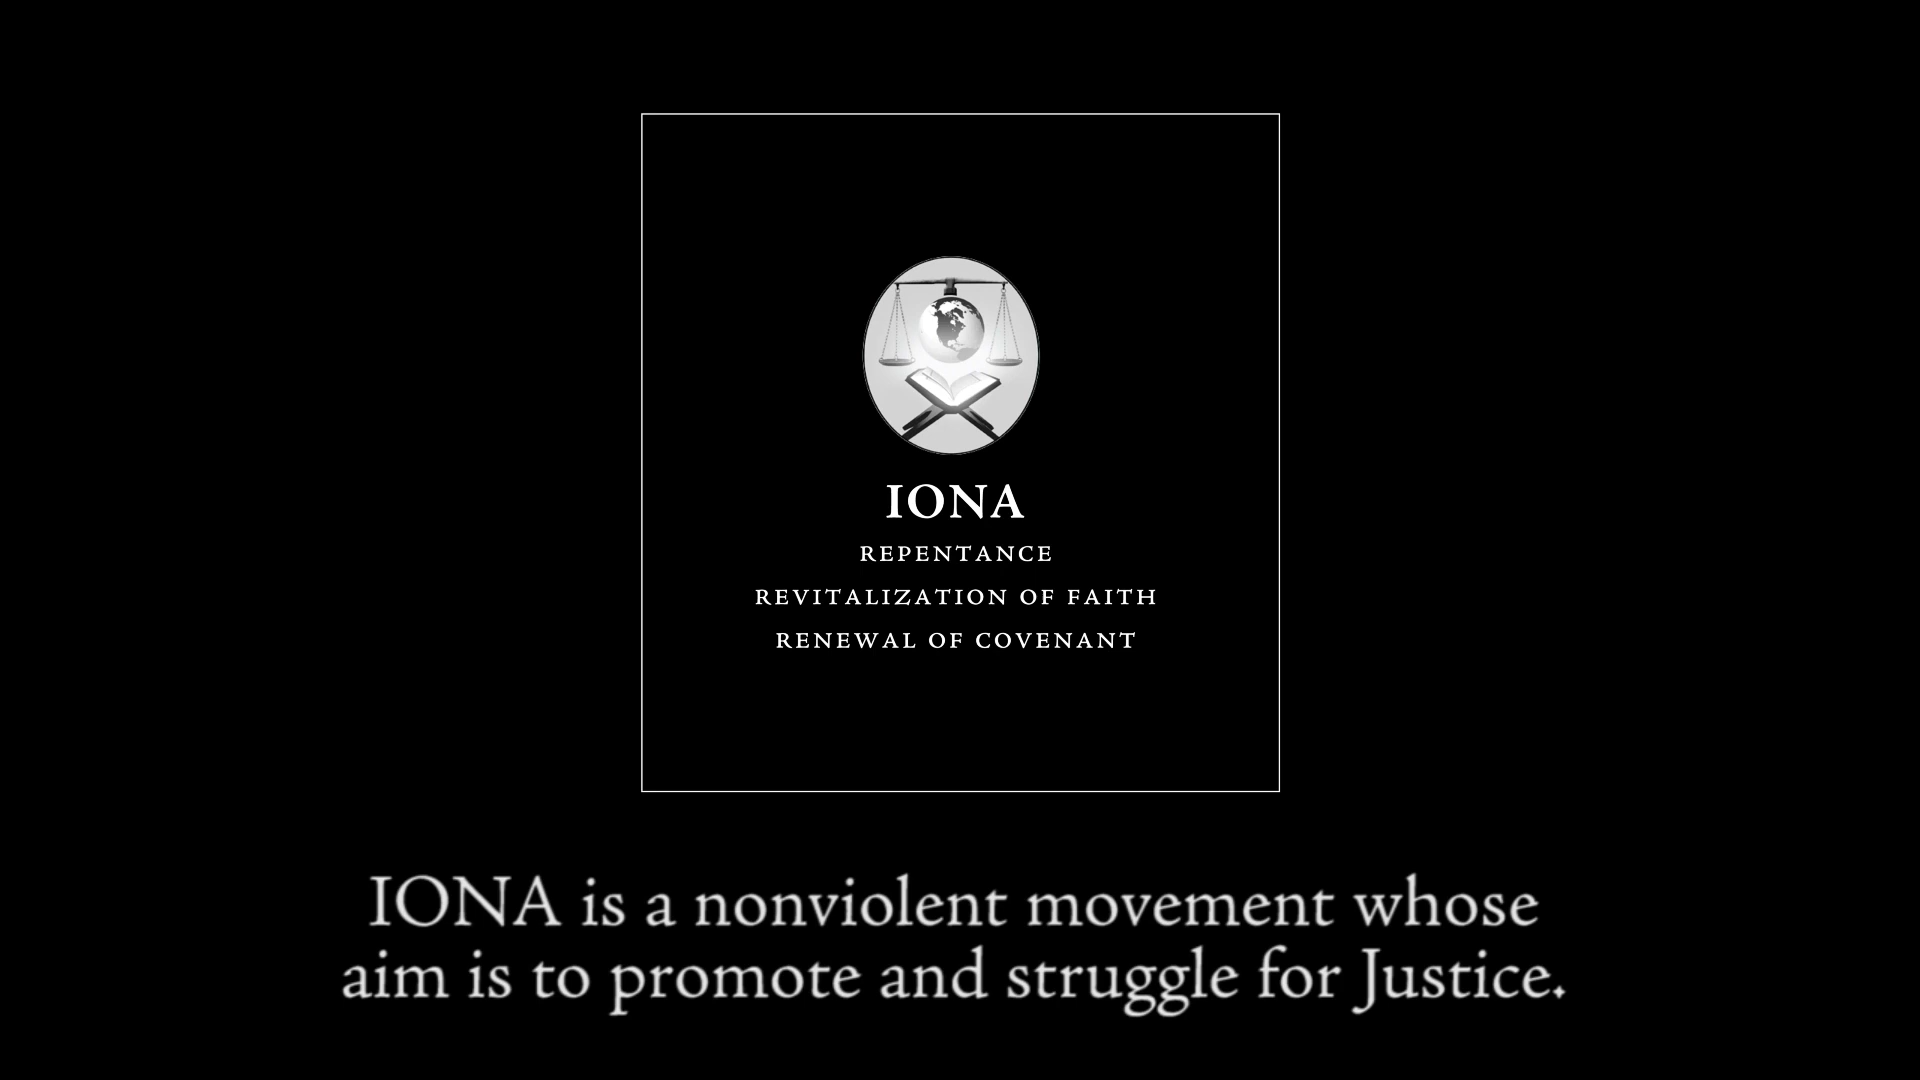 IONA
REPENTANCE
REVITALIZATION OF FAITH
RENEWAL OF COVENANT
IONA is a nonviolent movement whose
aim is to promote and struggle for Justice.